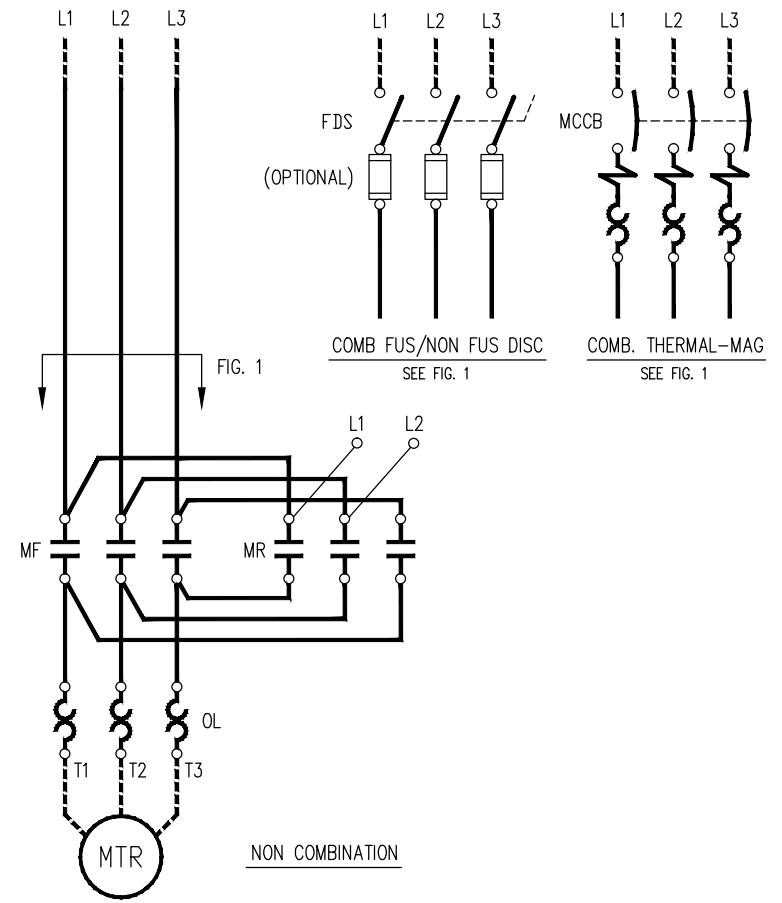 L1 L2 L3
L1 L2 L3
L1 L2 L3
FDS
MCCB
(OPTIONAL)
COMB FUS/NON FUS DISC
SEE FIG. 1
COMB. THERMAL-MAG
SEE FIG. 1
FIG. 1
L1 L2
MF
MR
OL
T1 T2 T3
MTR
NON COMBINATION